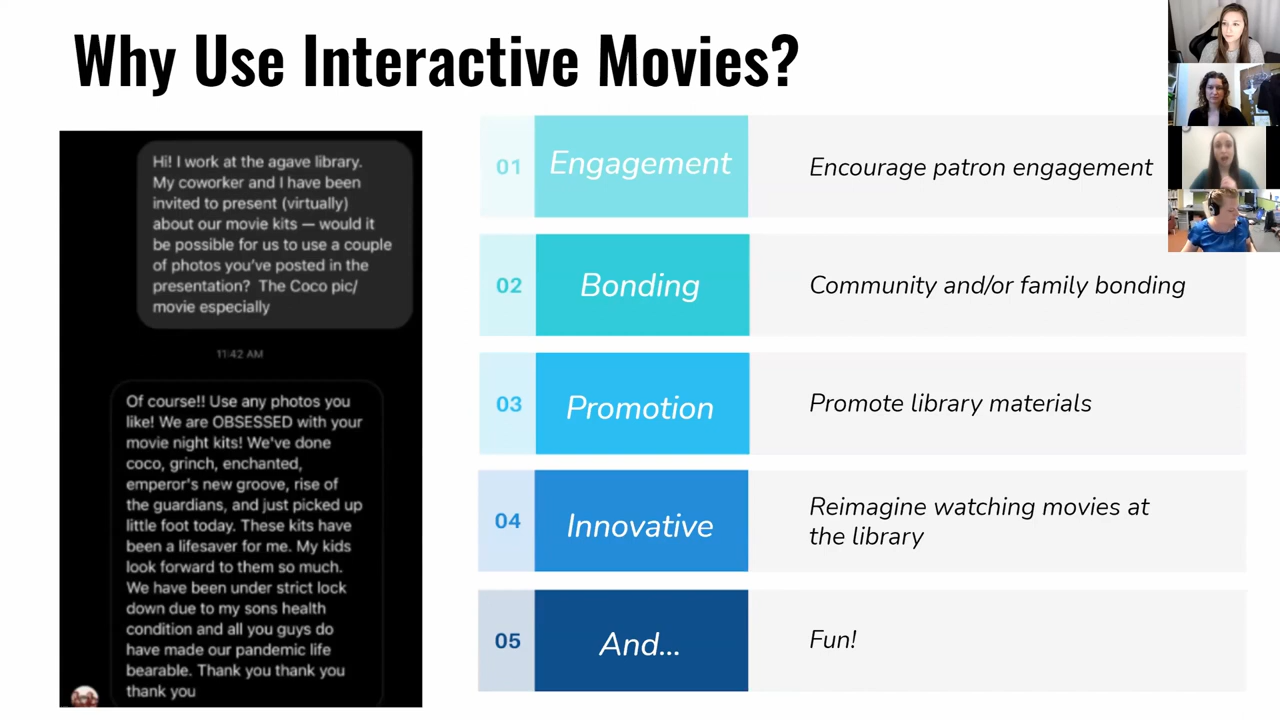 Why Use Interactive Movies?
Hi! I work at the agave library.
My coworker and I have been
invited to present (virtually)
about our movie kits — would it
be possible for us to use a couple
of photos you've posted in the
presentation?  The Coco pic/
movie especially
11:42 AM
Of course!! Use any photos you
like! We are OBSESSED with your
movie night kits! We've done
coco, grinch, enchanted,
emperor's new groove, rise of
the guardians, and just picked up
little foot today. These kits have
been a lifesaver for me. My kids
look forward to them so much.
We have been under strict lock
down due to my sons health
condition and all you guys do
have made our pandemic life
bearable. Thank you thank you
thank you
01 Engagement Encourage patron engagement
02 Bonding Community and/or family bonding
03 Promotion Promote library materials
04 Innovative Reimagine watching movies at
the library
05 And... Fun!